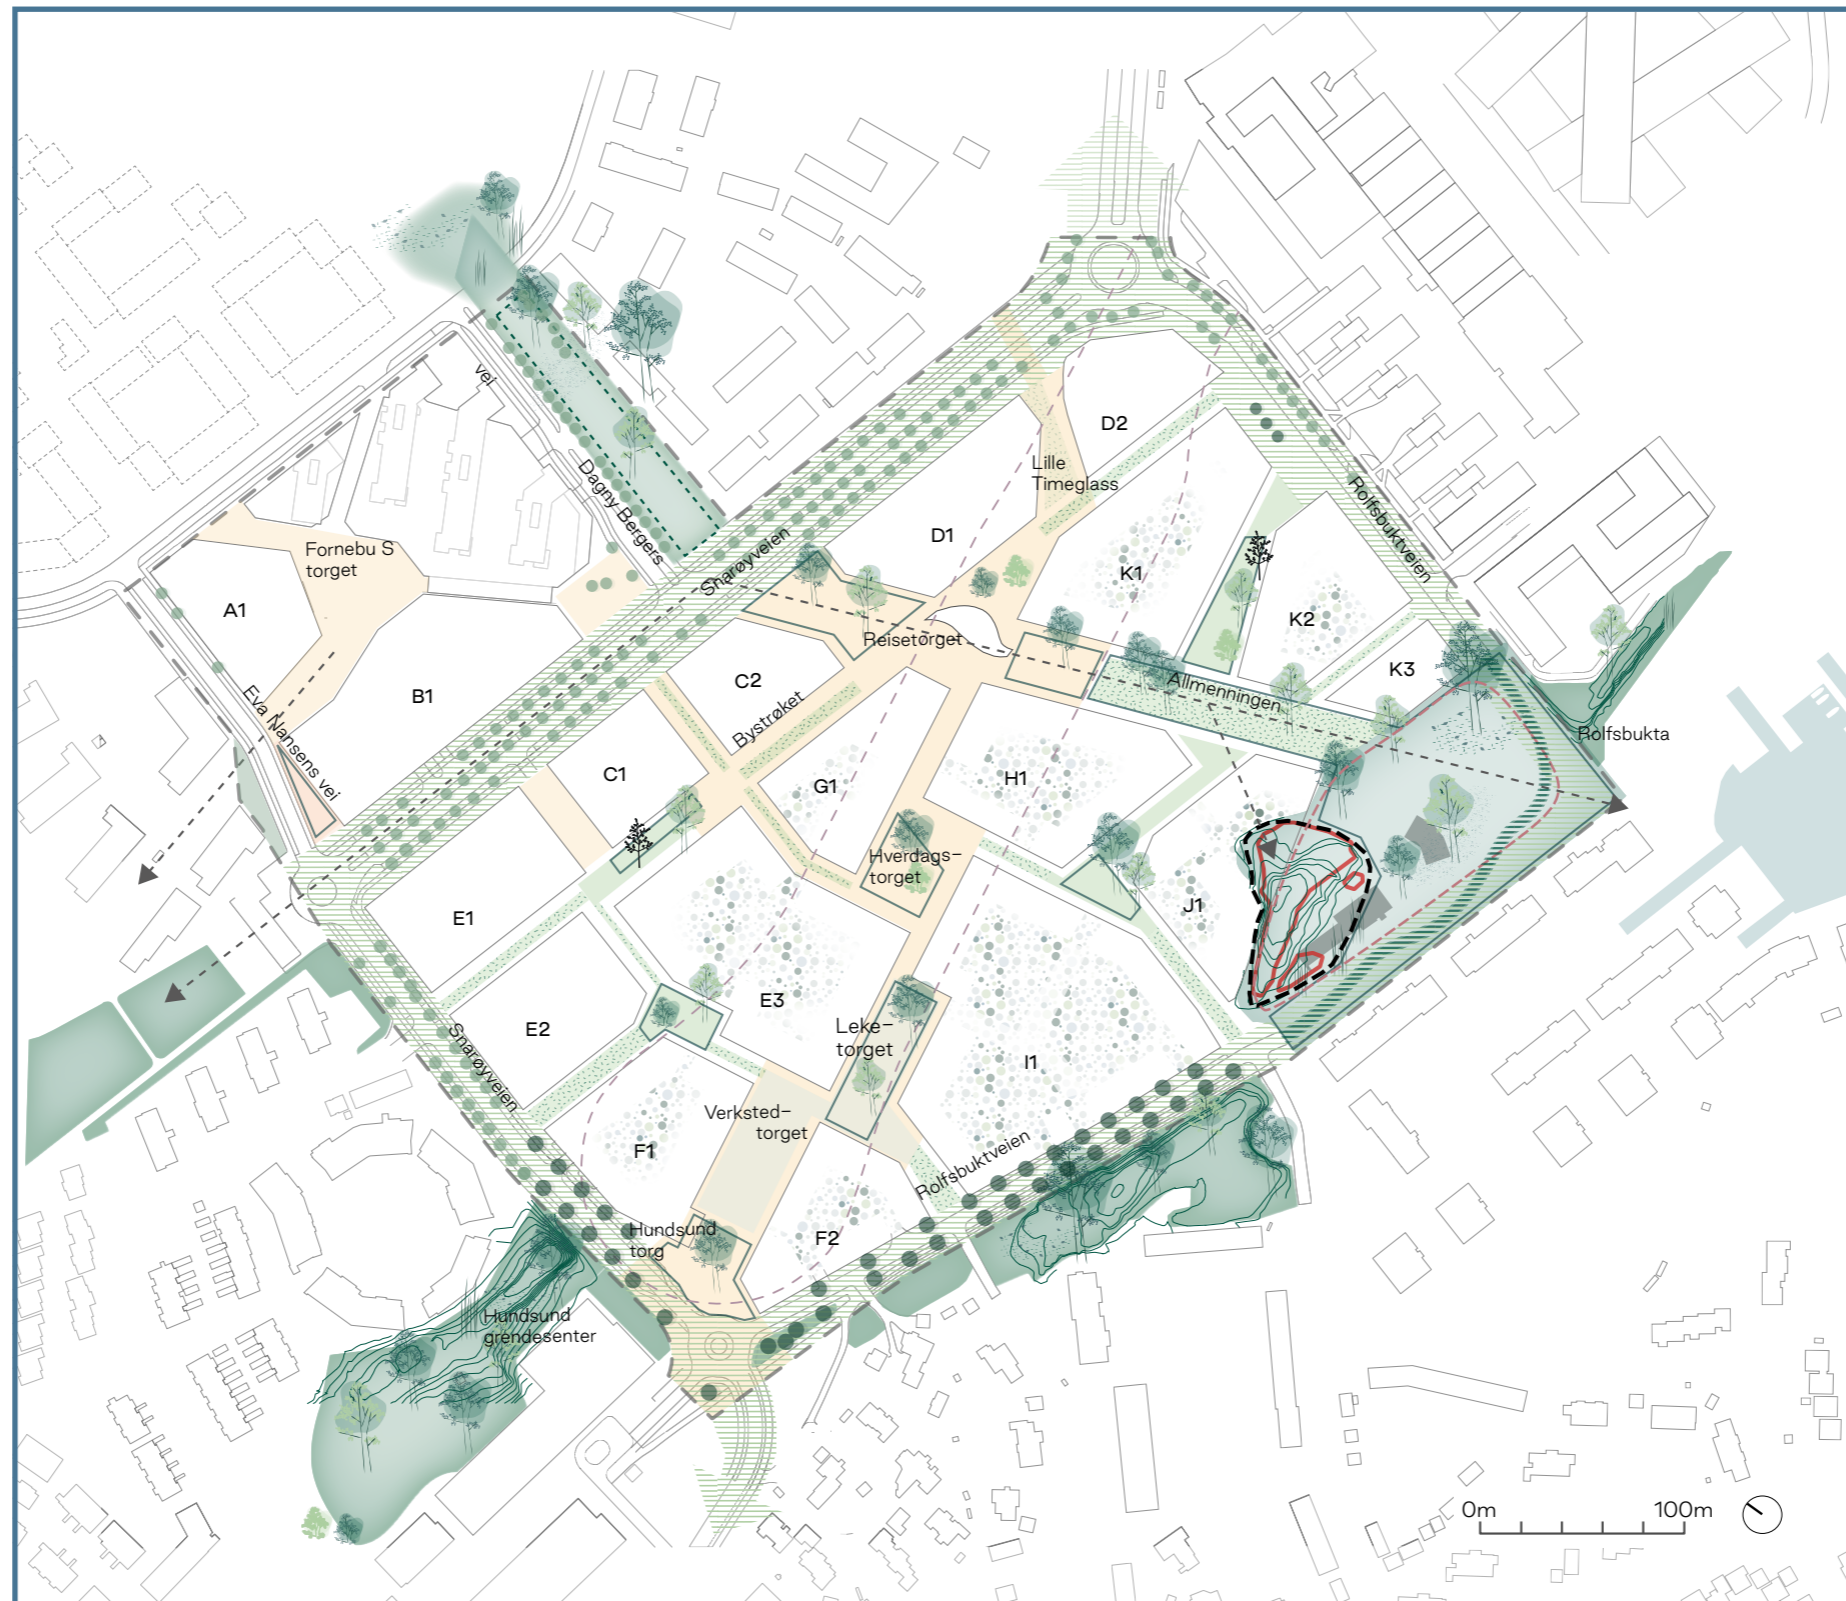 vei
D2
Lille
Timeglass
Dagny Bergers
Rolfsbuktveien
Fornebu S
torget
D1
Snarøyveien
K1
A1
K2
Reisetorget
K3
C2
Allmenningen
B1
Eva Nansens vei
Bystrøket
Rolfsbukta
C1
G1
H1
Hverdags-
torget
J1
E1
E3
E2
Leke-
torget
I1
Snarøyveien
Verksted-
torget
F1
Rolfsbuktveien
Hundsund
torg
F2
Hundsund
grendesenter
0m 100m